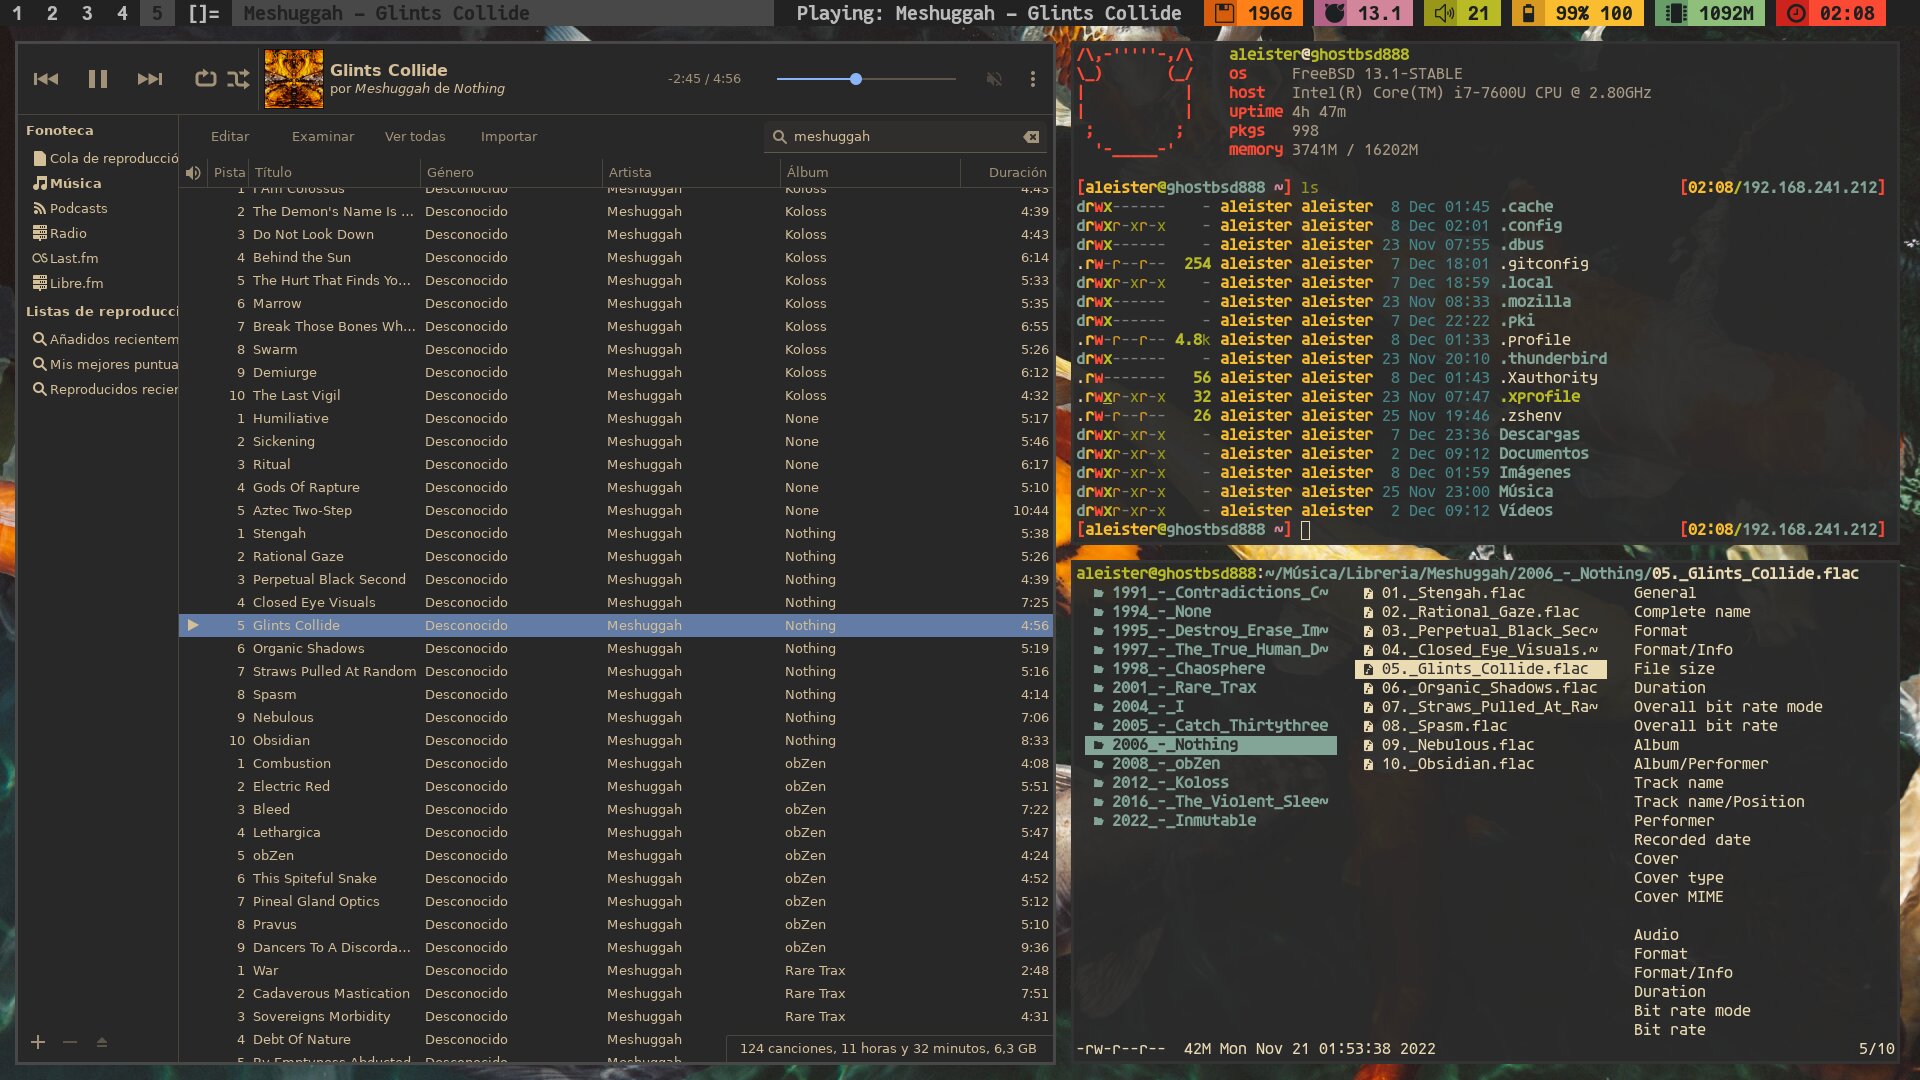 1 2 3 4 5 []= Meshuggah – Glints Collide Playing: Meshuggah – Glints Collide 196G 13.1 21 99% 100 1092M 02:08
Glints Collide
por Meshuggah de Nothing
-2:45 / 4:56
Fonoteca
Cola de reproducció
Música
Podcasts
Radio
Last.fm
Libre.fm
Listas de reproducci
Añadidos recientem
Mis mejores puntua
Reproducidos recier
Editar Examinar Ver todas Importar meshuggah
Pista Título Género Artista Álbum Duración
1 I Am Colossus Desconocido Meshuggah Koloss 4:43
2 The Demon's Name Is ... Desconocido Meshuggah Koloss 4:39
3 Do Not Look Down Desconocido Meshuggah Koloss 4:43
4 Behind the Sun Desconocido Meshuggah Koloss 6:14
5 The Hurt That Finds Yo... Desconocido Meshuggah Koloss 5:33
6 Marrow Desconocido Meshuggah Koloss 5:35
7 Break Those Bones Wh... Desconocido Meshuggah Koloss 6:55
8 Swarm Desconocido Meshuggah Koloss 5:26
9 Demiurge Desconocido Meshuggah Koloss 6:12
10 The Last Vigil Desconocido Meshuggah Koloss 4:32
1 Humiliative Desconocido Meshuggah None 5:17
2 Sickening Desconocido Meshuggah None 5:46
3 Ritual Desconocido Meshuggah None 6:17
4 Gods Of Rapture Desconocido Meshuggah None 5:10
5 Aztec Two-Step Desconocido Meshuggah None 10:44
1 Stengah Desconocido Meshuggah Nothing 5:38
2 Rational Gaze Desconocido Meshuggah Nothing 5:26
3 Perpetual Black Second Desconocido Meshuggah Nothing 4:39
4 Closed Eye Visuals Desconocido Meshuggah Nothing 7:25
5 Glints Collide Desconocido Meshuggah Nothing 4:56
6 Organic Shadows Desconocido Meshuggah Nothing 5:19
7 Straws Pulled At Random Desconocido Meshuggah Nothing 5:16
8 Spasm Desconocido Meshuggah Nothing 4:14
9 Nebulous Desconocido Meshuggah Nothing 7:06
10 Obsidian Desconocido Meshuggah Nothing 8:33
1 Combustion Desconocido Meshuggah obZen 4:08
2 Electric Red Desconocido Meshuggah obZen 5:51
3 Bleed Desconocido Meshuggah obZen 7:22
4 Lethargica Desconocido Meshuggah obZen 5:47
5 obZen Desconocido Meshuggah obZen 4:24
6 This Spiteful Snake Desconocido Meshuggah obZen 4:52
7 Pineal Gland Optics Desconocido Meshuggah obZen 5:12
8 Pravus Desconocido Meshuggah obZen 5:10
9 Dancers To A Discorda... Desconocido Meshuggah obZen 9:36
1 War Desconocido Meshuggah Rare Trax 2:48
2 Cadaverous Mastication Desconocido Meshuggah Rare Trax 7:51
3 Sovereigns Morbidity Desconocido Meshuggah Rare Trax 4:31
4 Debt Of Nature Desconocido Meshuggah
5 By Emptyness Abducted Desconocido Meshuggah
124 canciones, 11 horas y 32 minutos, 6,3 GB
aleister@ghostbsd888
os FreeBSD 13.1-STABLE
host Intel(R) Core(TM) i7-7600U CPU @ 2.80GHz
uptime 4h 47m
pkgs 998
memory 3741M / 16202M
[aleister@ghostbsd888 ~] ls [02:08/192.168.241.212]
drwx------ - aleister aleister 8 Dec 01:45 .cache
drwxr-xr-x - aleister aleister 8 Dec 02:01 .config
drwx------ - aleister aleister 23 Nov 07:55 .dbus
.rw-r--r-- 254 aleister aleister 7 Dec 18:01 .gitconfig
drwxr-xr-x - aleister aleister 7 Dec 18:59 .local
drwx------ - aleister aleister 23 Nov 08:33 .mozilla
drwx------ - aleister aleister 7 Dec 22:22 .pki
.rw-r--r-- 4.8k aleister aleister 8 Dec 01:33 .profile
drwx------ - aleister aleister 23 Nov 20:10 .thunderbird
.rw------- 56 aleister aleister 8 Dec 01:43 .Xauthority
.rwxr-xr-x 32 aleister aleister 23 Nov 07:47 .xprofile
.rw-r--r-- 26 aleister aleister 25 Nov 19:46 .zshenv
drwxr-xr-x - aleister aleister 7 Dec 23:36 Descargas
drwxr-xr-x - aleister aleister 2 Dec 09:12 Documentos
drwxr-xr-x - aleister aleister 8 Dec 01:59 Imágenes
drwxr-xr-x - aleister aleister 25 Nov 23:00 Música
drwxr-xr-x - aleister aleister 2 Dec 09:12 Vídeos
[aleister@ghostbsd888 ~] [02:08/192.168.241.212]
aleister@ghostbsd888:~/Música/Libreria/Meshuggah/2006_-_Nothing/05._Glints_Collide.flac
1991_-_Contradictions_C~ 01._Stengah.flac General
1994_-_None 02._Rational_Gaze.flac Complete name
1995_-_Destroy_Erase_Im~ 03._Perpetual_Black_Sec~ Format
1997_-_The_True_Human_D~ 04._Closed_Eye_Visuals.~ Format/Info
1998_-_Chaosphere 05._Glints_Collide.flac File size
2001_-_Rare_Trax 06._Organic_Shadows.flac Duration
2004_-_I 07._Straws_Pulled_At_Ra~ Overall bit rate mode
2005_-_Catch_Thirtythree 08._Spasm.flac Overall bit rate
2006_-_Nothing 09._Nebulous.flac Album
2008_-_obZen 10._Obsidian.flac Album/Performer
2012_-_Koloss Track name
2016_-_The_Violent_Slee~ Track name/Position
2022_-_Inmutable Performer
Recorded date
Cover
Cover type
Cover MIME
Audio
Format
Format/Info
Duration
Bit rate mode
Bit rate
-rw-r--r-- 42M Mon Nov 21 01:53:38 2022 5/10